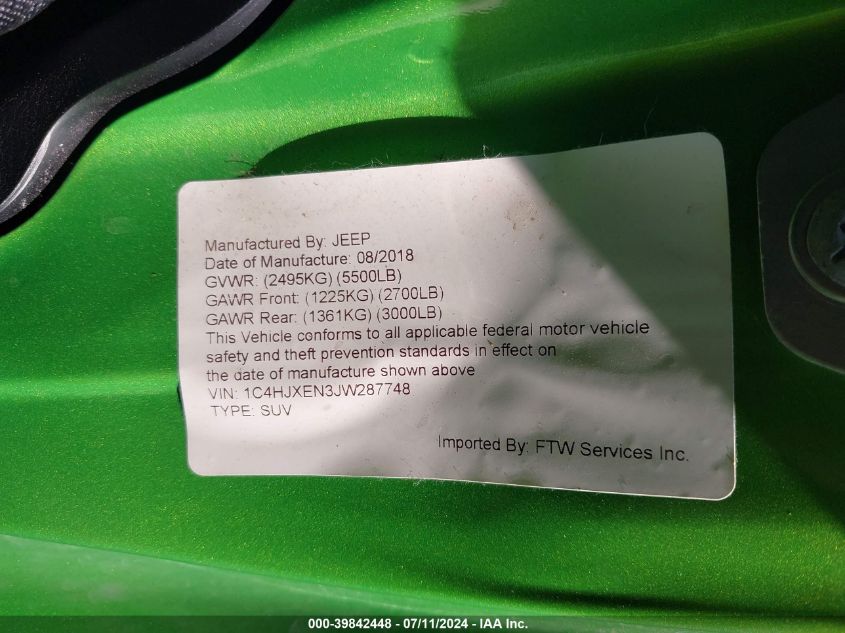 Manufactured By: JEEP
Date of Manufacture: 08/2018
GVWR: (2495KG) (5500LB)
GAWR Front: (1225KG) (2700LB)
GAWR Rear: (1361KG) (3000LB)
This Vehicle conforms to all applicable federal motor vehicle
safety and theft prevention standards in effect on
the date of manufacture shown above
VIN: 1C4HJXEN3JW287748
TYPE: SUV
Imported By: FTW Services Inc.
000-39842448 - 07/11/2024 - IAA Inc.